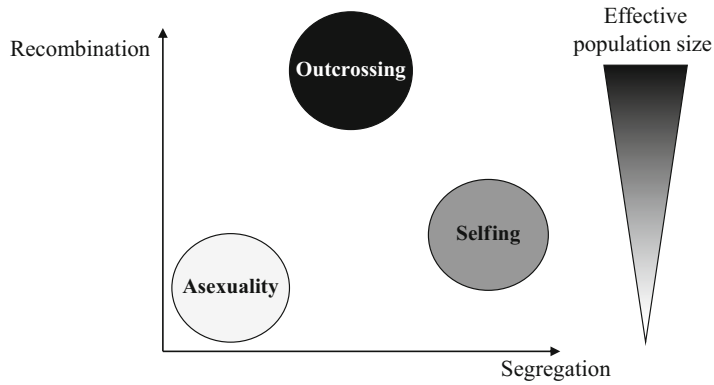 Effective
population size
Recombination
Outcrossing
Selfing
Asexuality
Segregation